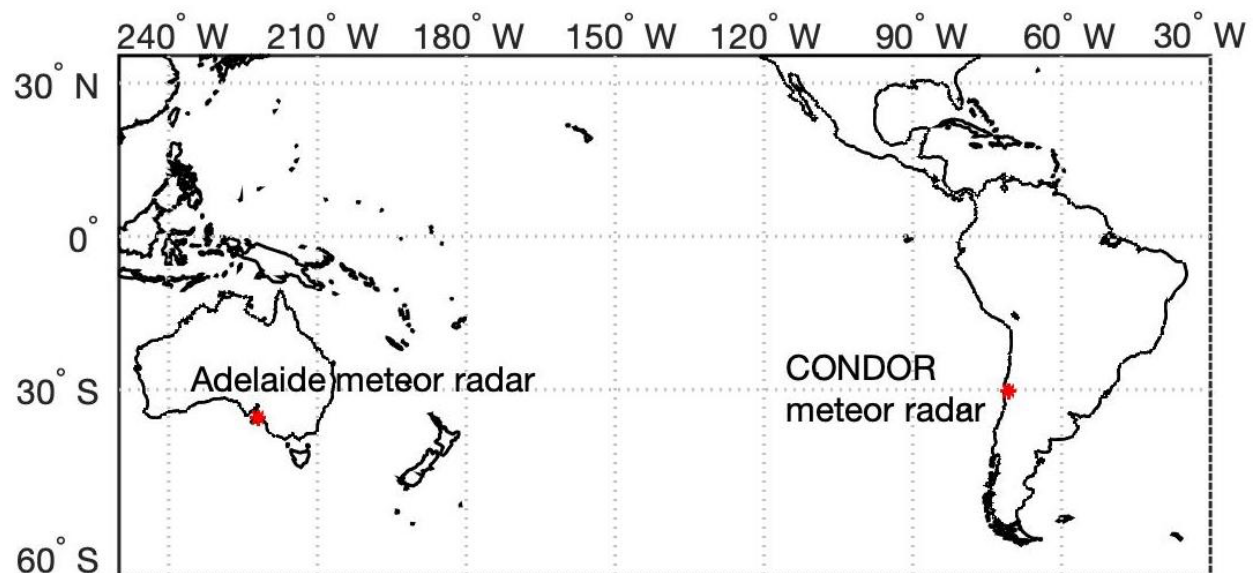 240° W 210° W 180° W 150° W 120° W 90° W 60° W 30° W
30° N
0°
CONDOR
Adelaide meteor radar
30° S
meteor radar
60° S